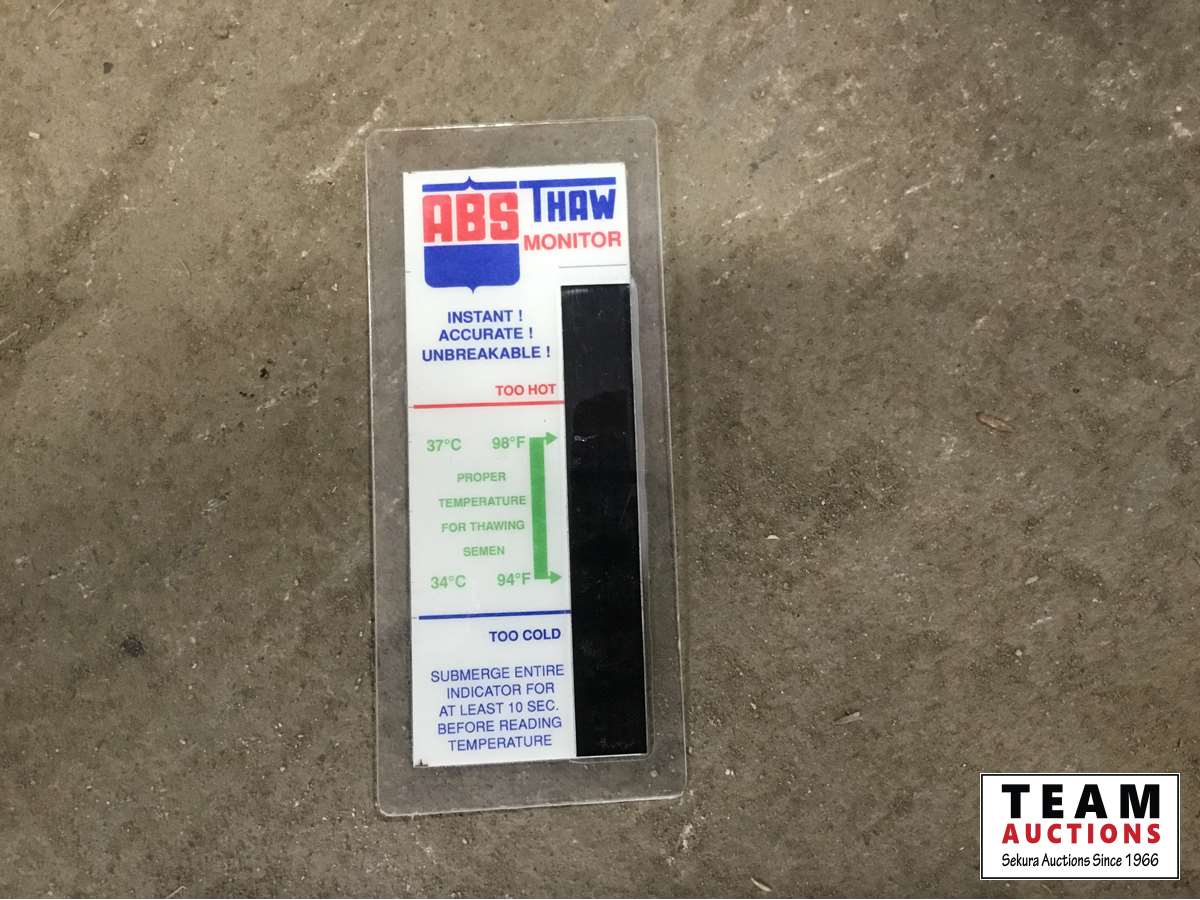 ABS THAW
MONITOR
INSTANT !
ACCURATE !
UNBREAKABLE !
TOO HOT
37°C 98°F
PROPER
TEMPERATURE
FOR THAWING
SEMEN
34°C 94°F
TOO COLD
SUBMERGE ENTIRE
INDICATOR FOR
AT LEAST 10 SEC.
BEFORE READING
TEMPERATURE
TEAM
AUCTIONS
Sekura Auctions Since 1966